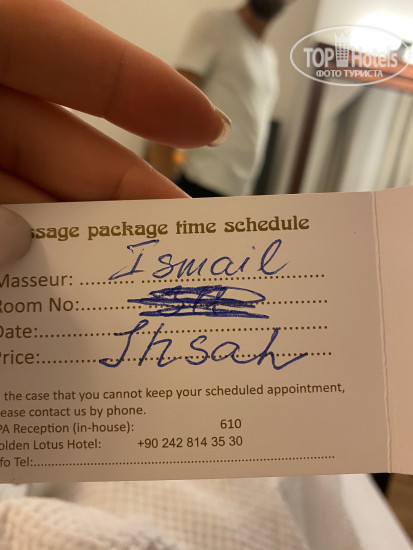 TOPHotels
ФОТО ТУРИСТА
ssage package time schedule
Masseur: Ismail
Room No:
Date:
Price: Ihsah
the case that you cannot keep your scheduled appointment,
ease contact us by phone.
PA Reception (in-house): 610
olden Lotus Hotel: +90 242 814 35 30
fo Tel: